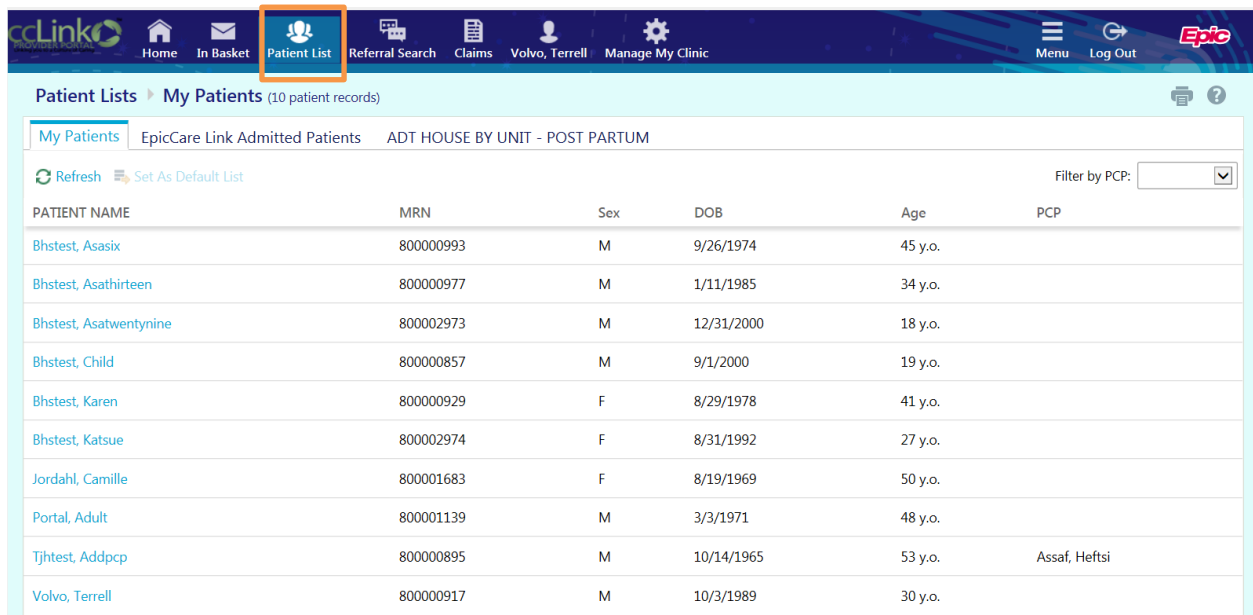 ccLink
PROVIDER PORTAL
Home In Basket Patient List Referral Search Claims Volvo, Terrell Manage My Clinic Menu Log Out Epic
Patient Lists My Patients (10 patient records)
My Patients EpicCare Link Admitted Patients ADT HOUSE BY UNIT - POST PARTUM
Refresh Set As Default List Filter by PCP:
PATIENT NAME MRN Sex DOB Age PCP
Bhstest, Asasix 800000993 M 9/26/1974 45 y.o.
Bhstest, Asathirteen 800000977 M 1/11/1985 34 y.o.
Bhstest, Asatwentynine 800002973 M 12/31/2000 18 y.o.
Bhstest, Child 800000857 M 9/1/2000 19 y.o.
Bhstest, Karen 800000929 F 8/29/1978 41 y.o.
Bhstest, Katsue 800002974 F 8/31/1992 27 y.o.
Jordahl, Camille 800001683 F 8/19/1969 50 y.o.
Portal, Adult 800001139 M 3/3/1971 48 y.o.
Tjhtest, Addpcp 800000895 M 10/14/1965 53 y.o. Assaf, Heftsi
Volvo, Terrell 800000917 M 10/3/1989 30 y.o.